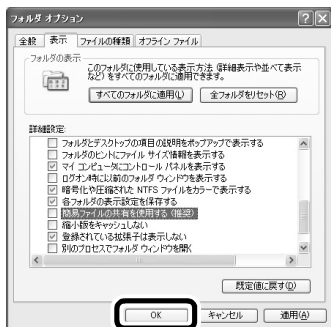 フォルダ オプション
全般 表示 ファイルの種類 オフライン ファイル
フォルダの表示
このフォルダに使用している表示方法 (詳細表示や並べて表示
など) をすべてのフォルダに適用できます。
すべてのフォルダに適用(L) 全フォルダをリセット(R)
詳細設定:
フォルダとデスクトップの項目の説明をポップアップで表示する
フォルダのヒントにファイル サイズ情報を表示する
マイ コンピュータにコントロール パネルを表示する
ログオン時に以前のフォルダ ウィンドウを表示する
暗号化や圧縮された NTFS ファイルをカラーで表示する
各フォルダの表示設定を保存する
簡易ファイルの共有を使用する (推奨)
縮小版をキャッシュしない
登録されている拡張子は表示しない
別のプロセスでフォルダ ウィンドウを開く
既定値に戻す(D)
OK キャンセル 適用(A)